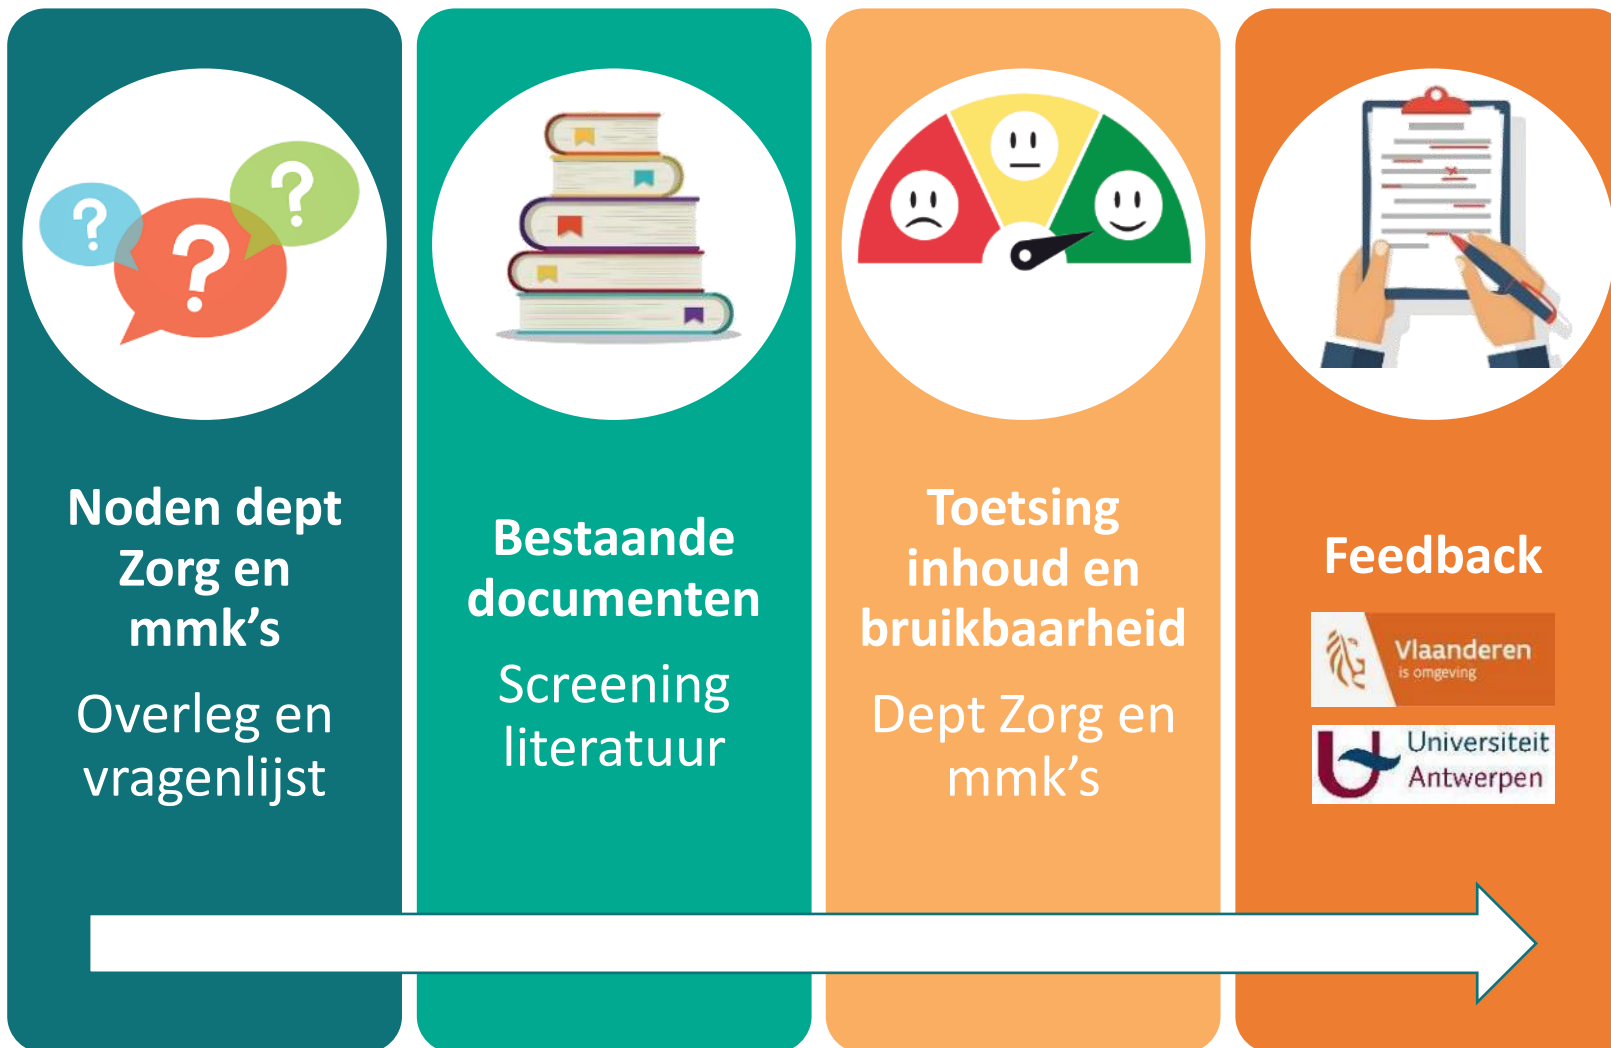 Noden dept
Zorg en
mmk’s
Overleg en
vragenlijst
Bestaande
documenten
Screening
literatuur
Toetsing
inhoud en
bruikbaarheid
Dept Zorg en
mmk’s
Feedback
Vlaanderen
is omgeving
Universiteit
Antwerpen